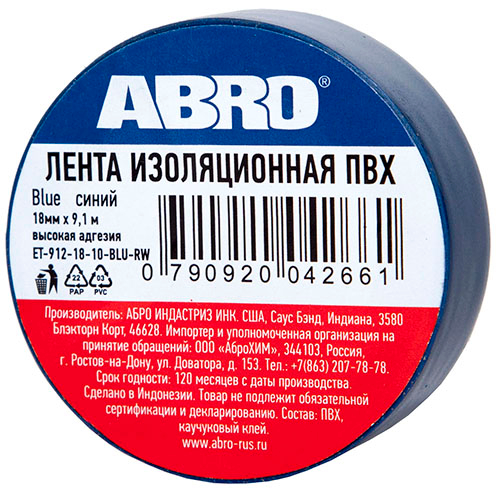 ABRO®
ЛЕНТА ИЗОЛЯЦИОННАЯ ПВХ
Blue синий
18мм x 9,1 м
высокая адгезия
ET-912-18-10-BLU-RW
0 790920 042661
22 03
PAP PVC
Производитель: АБРО ИНДАСТРИЗ ИНК. США, Саус Бэнд, Индиана, 3580
Блэкторн Корт, 46628. Импортер и уполномоченная организация на
принятие обращений: ООО «АброХИМ», 344103, Россия,
г. Ростов-на-Дону, ул. Доватора, д. 153. Тел.:+7(863) 207-78-78.
Срок годности: 120 месяцев с даты производства.
Сделано в Индонезии. Товар не подлежит обязательной
сертификации и декларированию. Состав: ПВХ,
каучуковый клей.
www.abro-rus.ru